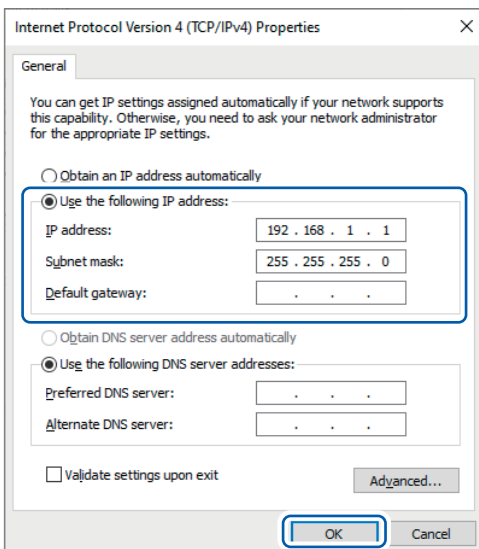 Internet Protocol Version 4 (TCP/IPv4) Properties
General
You can get IP settings assigned automatically if your network supports
this capability. Otherwise, you need to ask your network administrator
for the appropriate IP settings.
Obtain an IP address automatically
Use the following IP address:
IP address: 192 . 168 . 1 . 1
Subnet mask: 255 . 255 . 255 . 0
Default gateway: . . .
Obtain DNS server address automatically
Use the following DNS server addresses:
Preferred DNS server: . . .
Alternate DNS server: . . .
Validate settings upon exit
Advanced...
OK Cancel